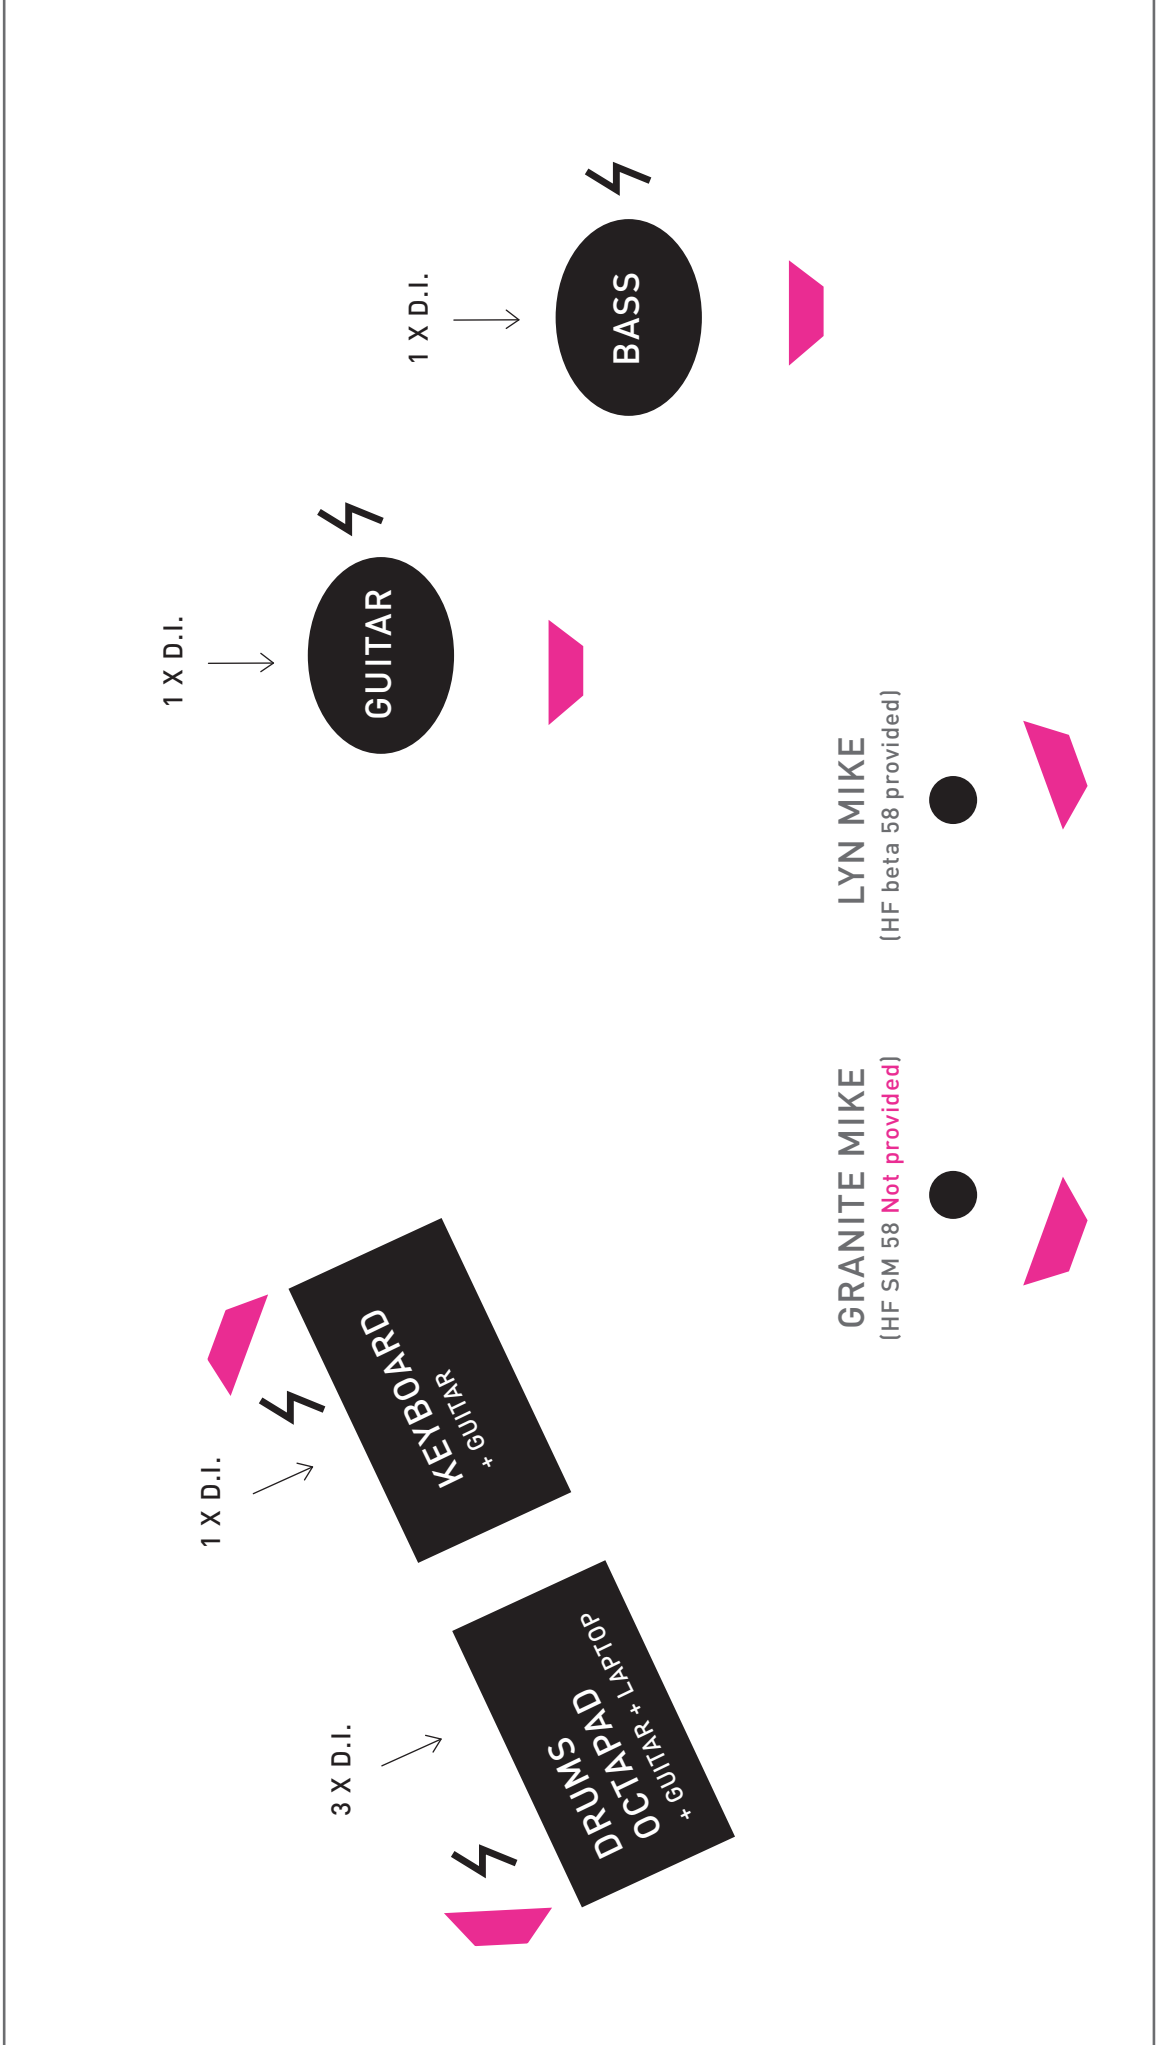 3 X D.I.
DRUMS
OCTAPAD
+ GUITAR + LAPTOP
1 X D.I.
KEYBOARD
+ GUITAR
1 X D.I.
GUITAR
1 X D.I.
BASS
GRANITE MIKE
(HF SM 58 Not provided)
LYN MIKE
(HF beta 58 provided)